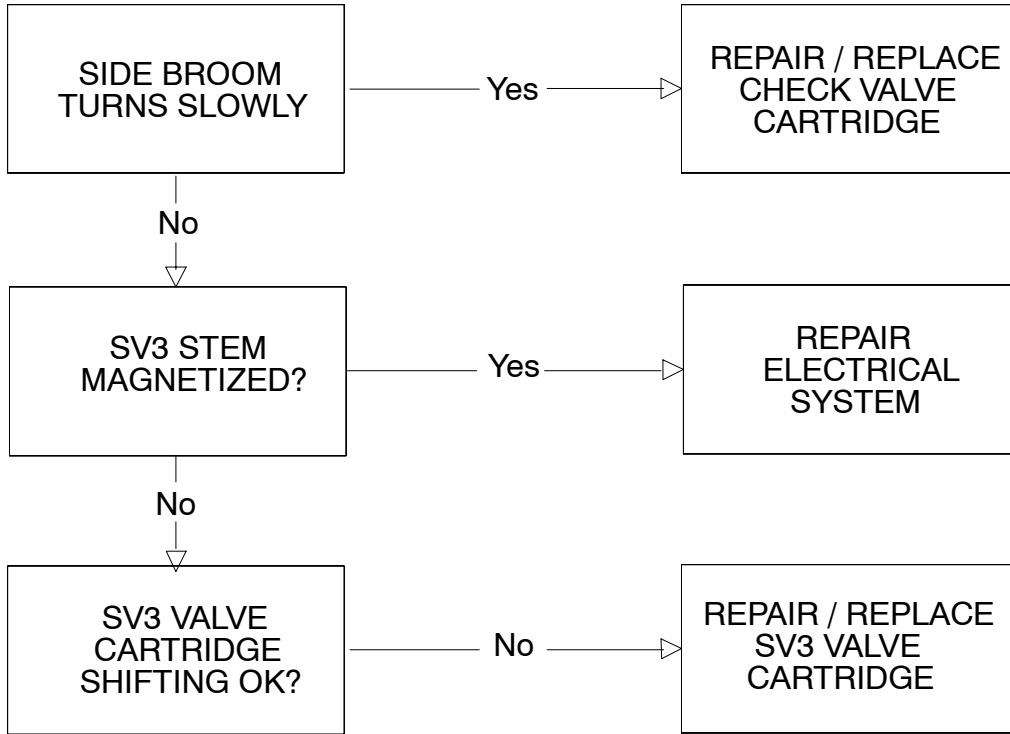 SIDE BROOM
TURNS SLOWLY
Yes
REPAIR / REPLACE
CHECK VALVE
CARTRIDGE
No
SV3 STEM
MAGNETIZED?
Yes
REPAIR
ELECTRICAL
SYSTEM
No
SV3 VALVE
CARTRIDGE
SHIFTING OK?
No
REPAIR / REPLACE
SV3 VALVE
CARTRIDGE